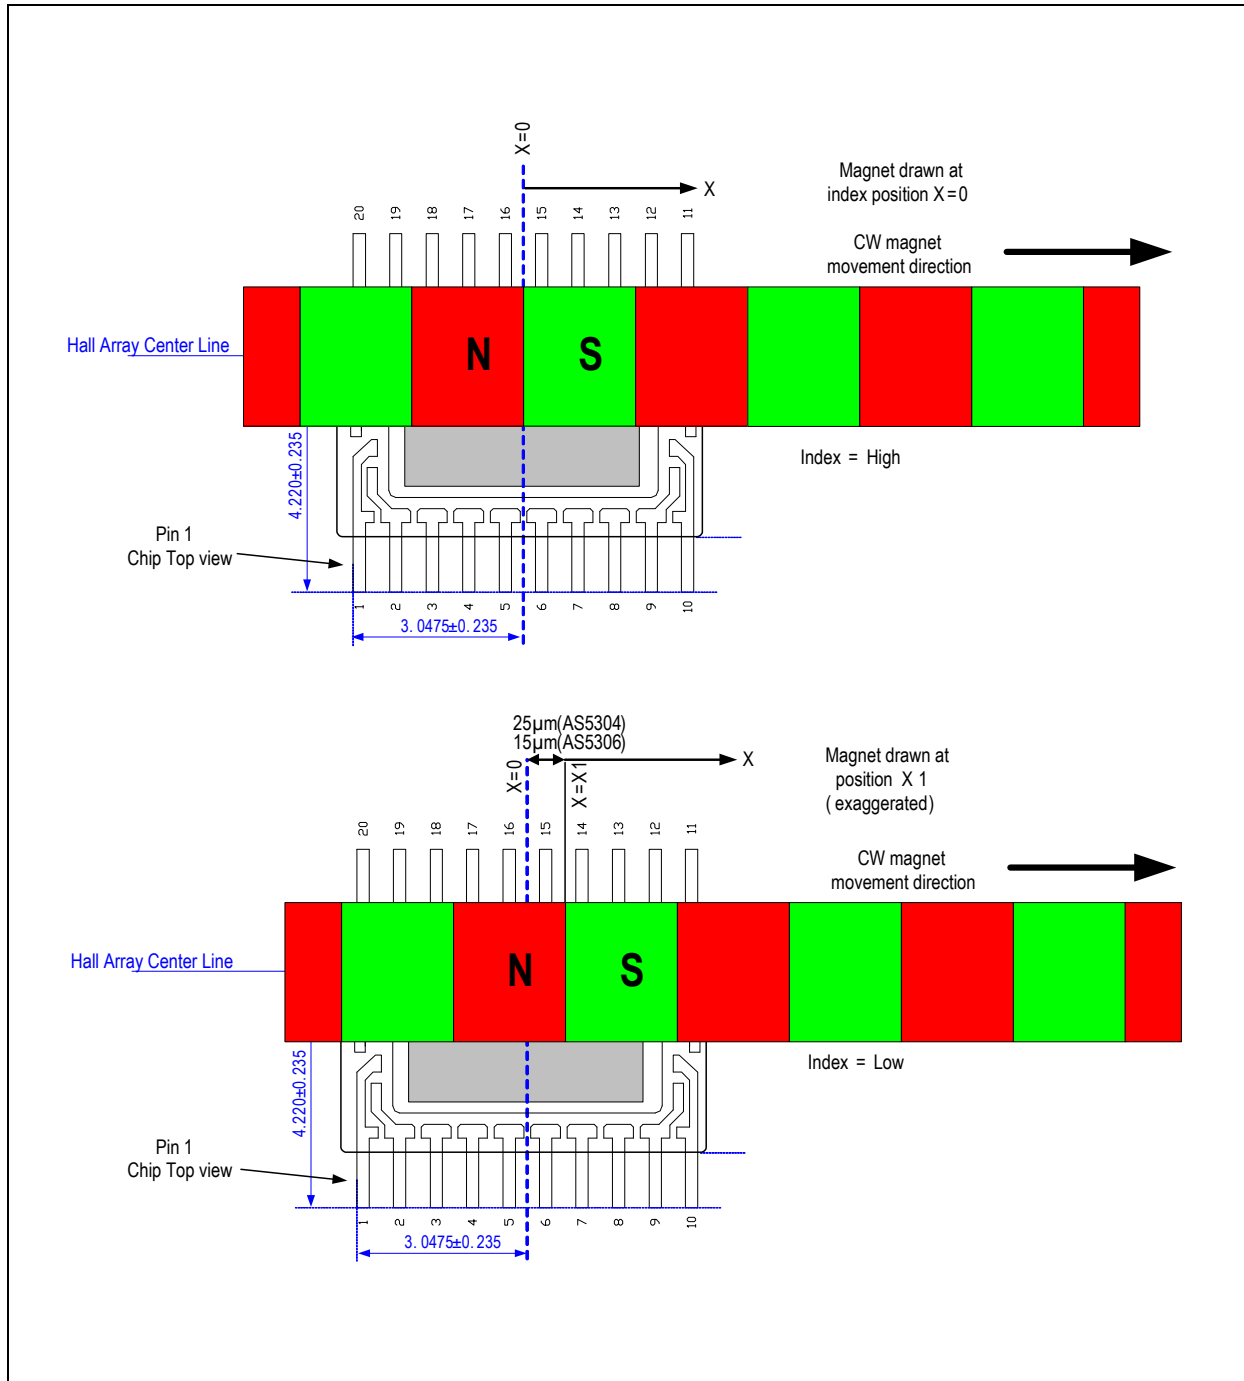 X=0
X
Magnet drawn at
index position X=0
20 19 18 17 16 15 14 13 12 11
CW magnet
movement direction
Hall Array Center Line
N S
4.220±0.235
Index = High
Pin 1
Chip Top view
1 2 3 4 5 6 7 8 9 10
3.0475±0.235
25µm(AS5304)
15µm(AS5306)
X
X=0
X=X1
Magnet drawn at
position X 1
( exaggerated)
20 19 18 17 16 15 14 13 12 11
CW magnet
movement direction
Hall Array Center Line
N S
4.220±0.235
Index = Low
Pin 1
Chip Top view
1 2 3 4 5 6 7 8 9 10
3.0475±0.235